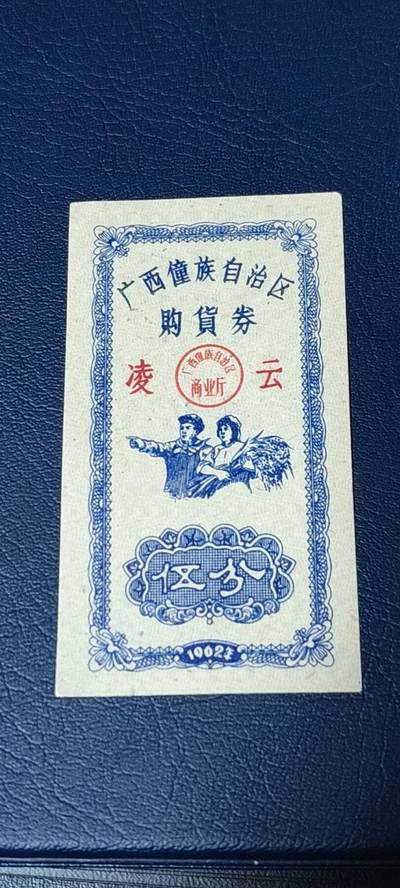 广西僮族自治区
购貨券
凌 云
广西僮族自治区
商业厅
伍分
1962年